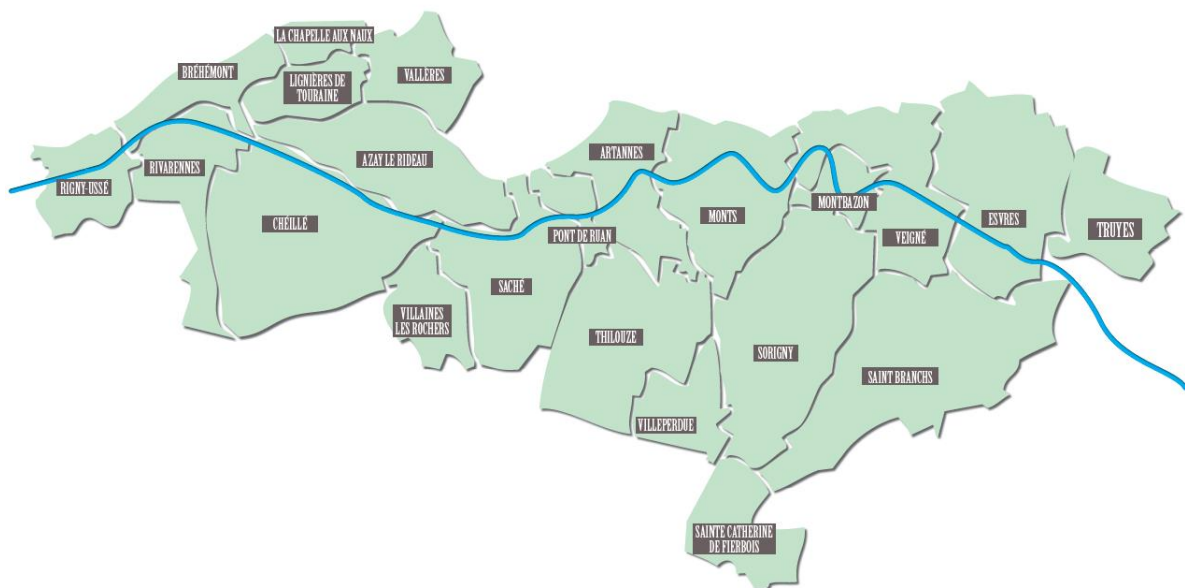 LA CHAPELLE AUX NAUX
BRÉHÉMONT
LIGNIÈRES DE
TOURAINE
VALLÈRES
RIGNY-USSÉ
RIVARENNES
AZAY LE RIDEAU
ARTANNES
CHEILLÉ
PONT DE RUAN
MONTS
MONTBAZON
VEIGNÉ
ESVRES
TRUYES
VILLAINES
LES ROCHERS
SACHÉ
THILOUZE
SORIGNY
SAINT BRANCHS
VILLEPERDUE
SAINTE CATHERINE
DE FIERBOIS